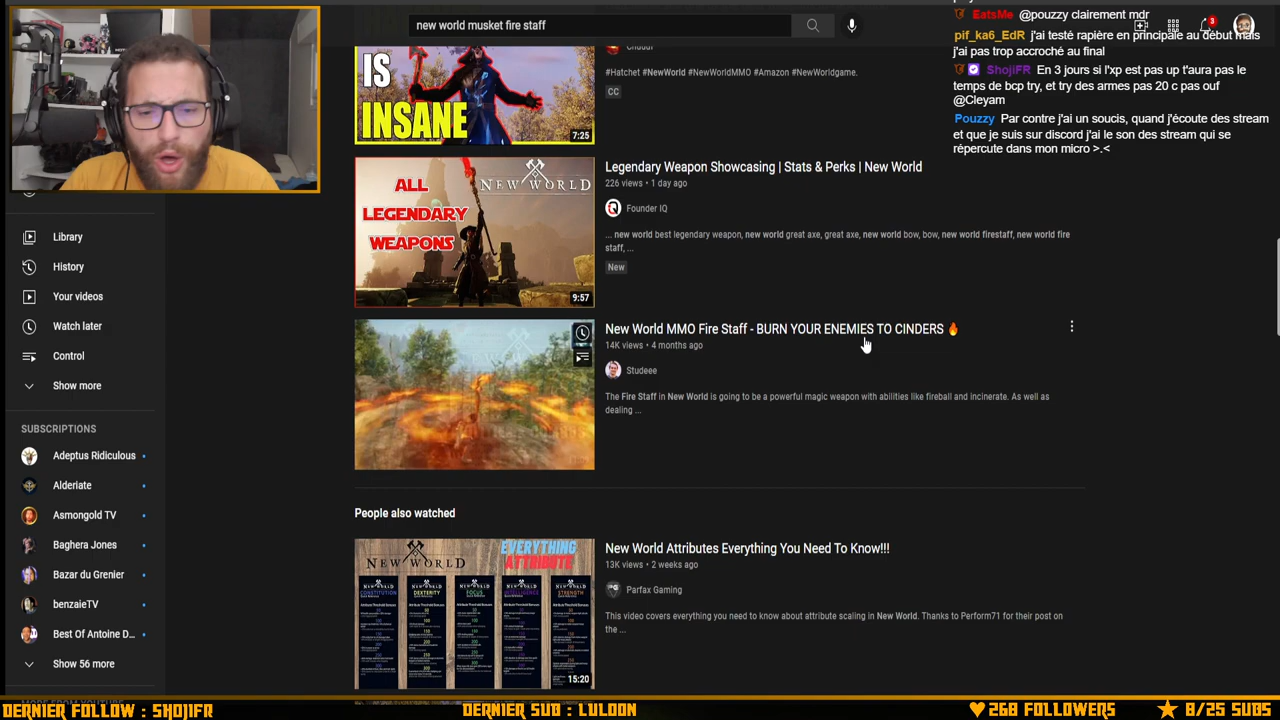 new world musket fire staff
3
EatsMe @pouzzy clairement mdr
pif_ka6_EdR j'ai testé rapière en principale au début mais
j'ai pas trop accroché au final
ShojiFR En 3 jours si l'xp est pas up t'aura pas le
temps de bcp try, et try des armes pas 20 c pas ouf
@Cleyam
Pouzzy Par contre j'ai un soucis, quand j'écoute des stream
et que je suis sur discord j'ai le son des stream qui se
répercute dans mon micro >.<
IS
INSANE
7:25
#Hatchet #NewWorld #NewWorldMMO #Amazon #NewWorldgame.
CC
ALL
LEGENDARY
WEAPONS
NEW WORLD
9:57
Legendary Weapon Showcasing | Stats & Perks | New World
226 views • 1 day ago
Founder IQ
... new world best legendary weapon, new world great axe, great axe, new world bow, bow, new world firestaff, new world fire
staff, ...
New
New World MMO Fire Staff - BURN YOUR ENEMIES TO CINDERS 🔥
14K views • 4 months ago
Studeee
The Fire Staff in New World is going to be a powerful magic weapon with abilities like fireball and incinerate. As well as
dealing ...
Library
History
Your videos
Watch later
Control
Show more
SUBSCRIPTIONS
Adeptus Ridiculous
Alderiate
Asmongold TV
Baghera Jones
Bazar du Grenier
benzaieTV
Best Of Antoine D...
Show 56 more
People also watched
NEW WORLD
EVERYTHING
ATTRIBUTE
CONSTITUTION
DEXTERITY
FOCUS
INTELLIGENCE
STRENGTH
15:20
New World Attributes Everything You Need To Know!!!
13K views • 2 weeks ago
Parfax Gaming
This video covers everything you need to know about attribute scaling in New World. Thanks to PerformXD for their post on
the ...
DERNIER FOLLOW : SHOJIFR
DERNIER SUB : LULOON
268 FOLLOWERS
8/25 SUBS